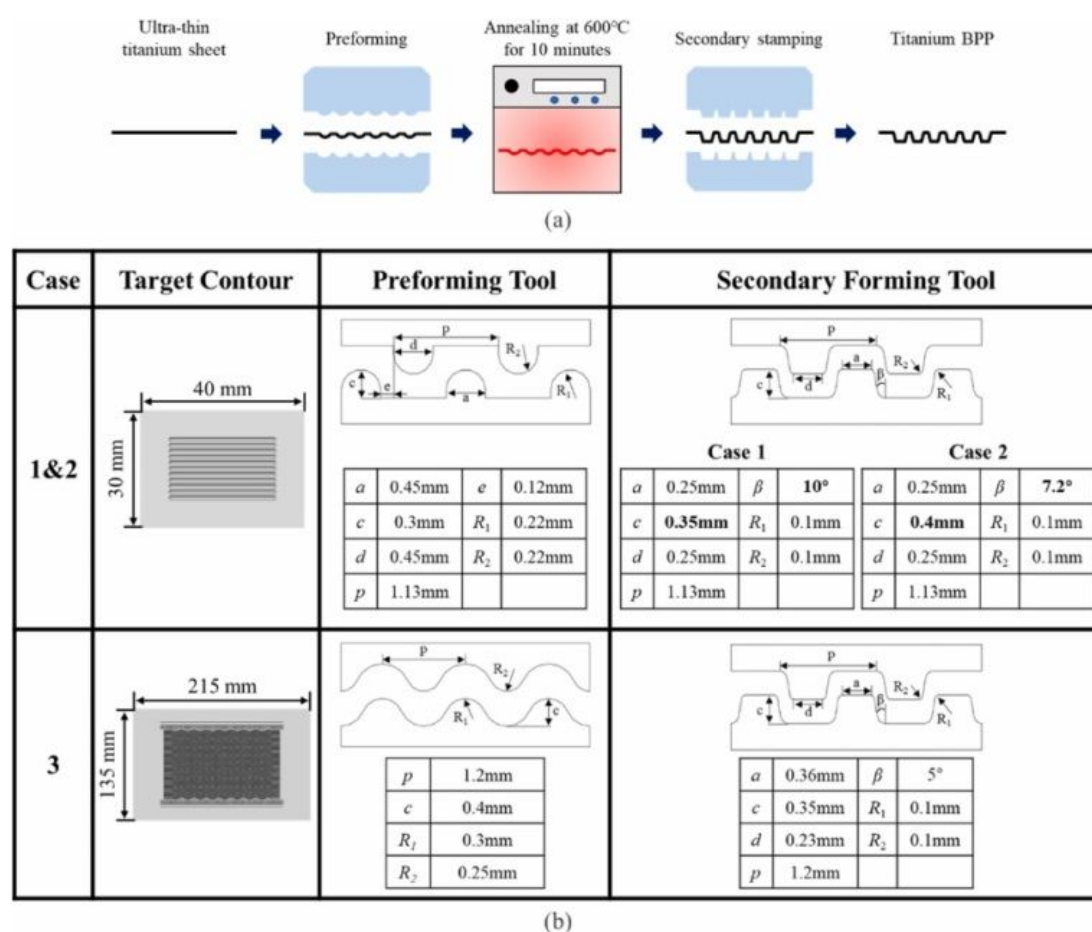 Ultra-thin
titanium sheet
Preforming
Annealing at 600℃
for 10 minutes
Secondary stamping
Titanium BPP
(a)
Case Target Contour Preforming Tool Secondary Forming Tool
1&2
40 mm
30 mm
p
d
R2
c
e
a
R1
a 0.45mm e 0.12mm
c 0.3mm R1 0.22mm
d 0.45mm R2 0.22mm
p 1.13mm
p
a
R2
c
d
β
R1
Case 1
a 0.25mm β 10°
c 0.35mm R1 0.1mm
d 0.25mm R2 0.1mm
p 1.13mm
Case 2
a 0.25mm β 7.2°
c 0.4mm R1 0.1mm
d 0.25mm R2 0.1mm
p 1.13mm
3
215 mm
135 mm
p
R2
R1
c
p 1.2mm
c 0.4mm
R1 0.3mm
R2 0.25mm
p
a
R2
c
d
β
R1
a 0.36mm β 5°
c 0.35mm R1 0.1mm
d 0.23mm R2 0.1mm
p 1.2mm
(b)